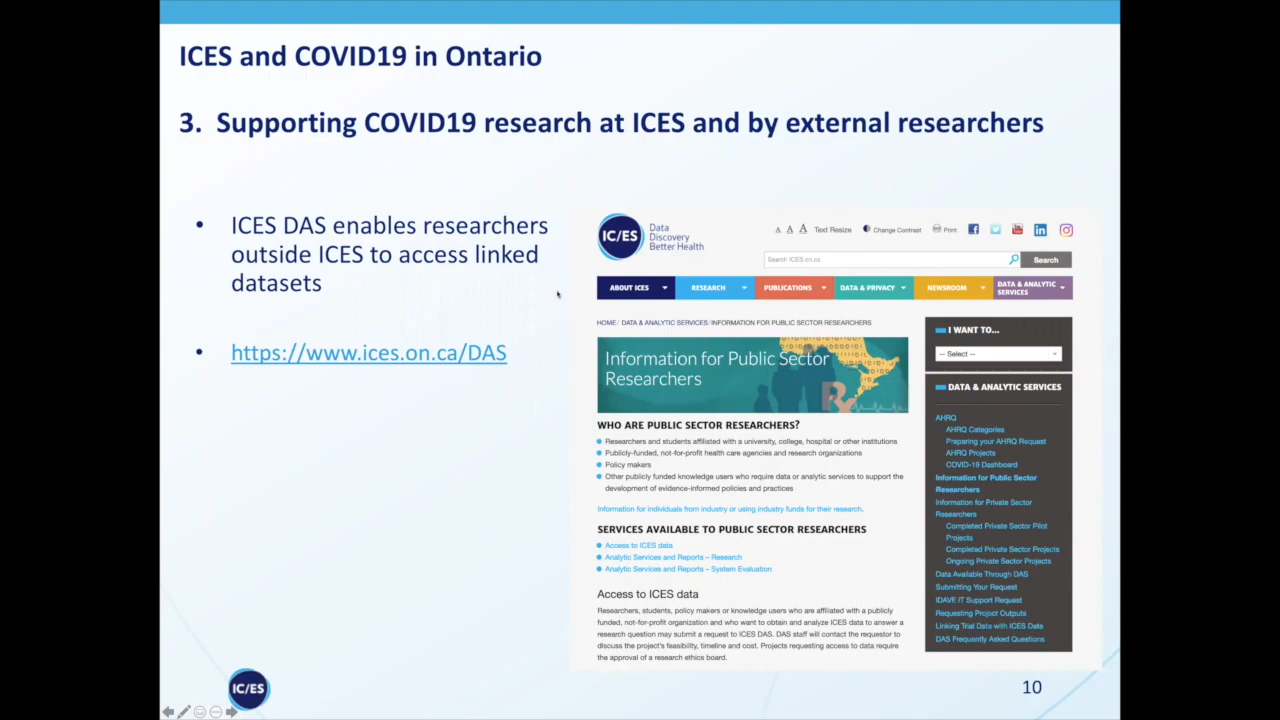 ICES and COVID19 in Ontario
3. Supporting COVID19 research at ICES and by external researchers
• ICES DAS enables researchers
outside ICES to access linked
datasets
• https://www.ices.on.ca/DAS
IC/ES
Data
Discovery
Better Health
A A A Text Resize
Change Contrast
Print
Search ICES.on.ca
Search
ABOUT ICES
RESEARCH
PUBLICATIONS
DATA & PRIVACY
NEWSROOM
DATA & ANALYTIC
SERVICES
HOME/ DATA & ANALYTIC SERVICES/ INFORMATION FOR PUBLIC SECTOR RESEARCHERS
Information for Public Sector
Researchers
WHO ARE PUBLIC SECTOR RESEARCHERS?
Researchers and students affiliated with a university, college, hospital or other institutions
Publicly-funded, not-for-profit health care agencies and research organizations
Policy makers
Other publicly funded knowledge users who require data or analytic services to support the
development of evidence-informed policies and practices
Information for individuals from industry or using industry funds for their research.
SERVICES AVAILABLE TO PUBLIC SECTOR RESEARCHERS
Access to ICES data
Analytic Services and Reports – Research
Analytic Services and Reports – System Evaluation
Access to ICES data
Researchers, students, policy makers or knowledge users who are affiliated with a publicly
funded, not-for-profit organization and who want to obtain and analyze ICES data to answer a
research question may submit a request to ICES DAS. DAS staff will contact the requestor to
discuss the project's feasibility, timeline and cost. Projects requesting access to data require
the approval of a research ethics board.
I WANT TO...
-- Select --
DATA & ANALYTIC SERVICES
AHRQ
AHRQ Categories
Preparing your AHRQ Request
AHRQ Projects
COVID-19 Dashboard
Information for Public Sector
Researchers
Information for Private Sector
Researchers
Completed Private Sector Pilot
Projects
Completed Private Sector Projects
Ongoing Private Sector Projects
Data Available Through DAS
Submitting Your Request
IDAVE IT Support Request
Requesting Project Outputs
Linking Trial Data with ICES Data
DAS Frequently Asked Questions
IC/ES
10